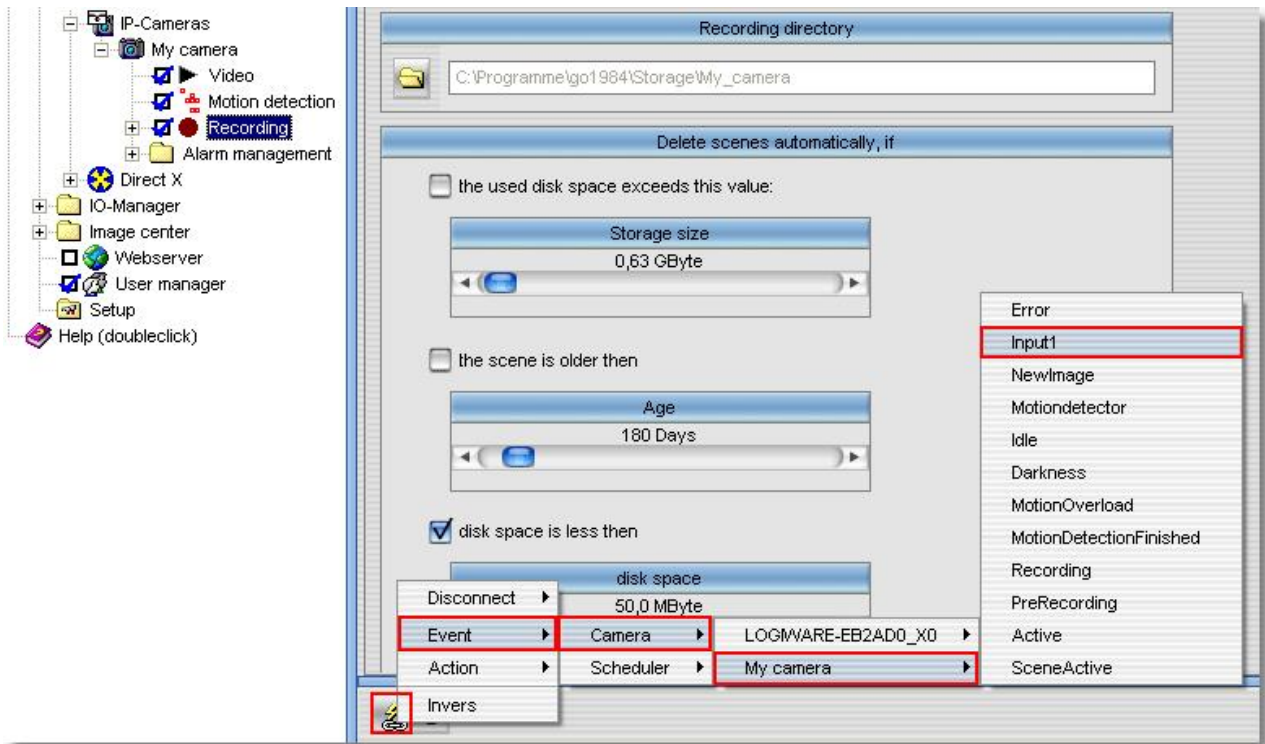 IP-Cameras
My camera
Video
Motion detection
Recording
Alarm management
Direct X
IO-Manager
Image center
Webserver
User manager
Setup
Help (doubleclick)
Recording directory
C:\Programme\go1984\Storage\My_camera
Delete scenes automatically, if
the used disk space exceeds this value:
Storage size
0,63 GByte
the scene is older then
Age
180 Days
disk space is less then
disk space
50,0 MByte
Disconnect
Event
Action
Invers
Camera
Scheduler
LOGIWARE-EB2AD0_X0
My camera
Error
Input1
NewImage
Motiondetector
Idle
Darkness
MotionOverload
MotionDetectionFinished
Recording
PreRecording
Active
SceneActive